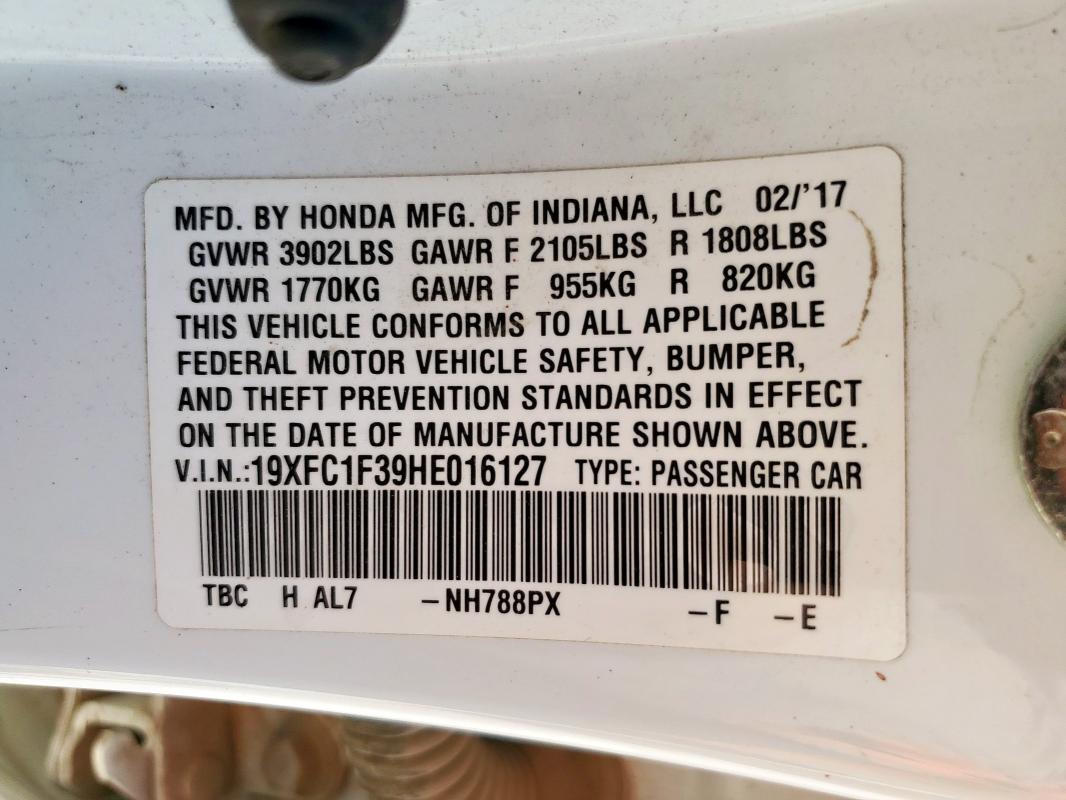 MFD. BY HONDA MFG. OF INDIANA, LLC 02/'17
GVWR 3902LBS GAWR F 2105LBS R 1808LBS
GVWR 1770KG GAWR F 955KG R 820KG
THIS VEHICLE CONFORMS TO ALL APPLICABLE
FEDERAL MOTOR VEHICLE SAFETY, BUMPER,
AND THEFT PREVENTION STANDARDS IN EFFECT
ON THE DATE OF MANUFACTURE SHOWN ABOVE.
V.I.N.:19XFC1F39HE016127 TYPE: PASSENGER CAR
TBC H AL7 –NH788PX –F –E